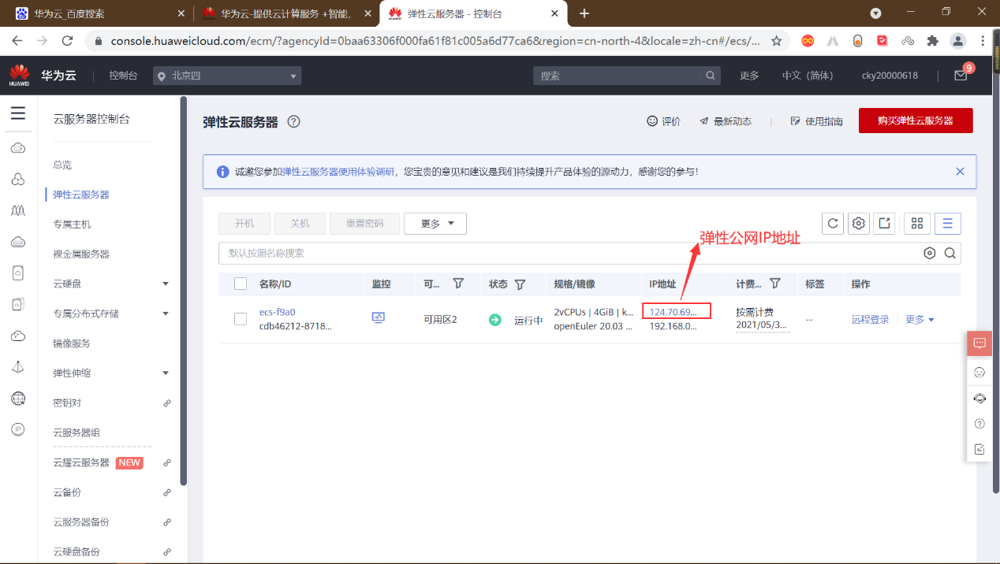 华为云_百度搜索
华为云-提供云计算服务 +智能,
弹性云服务器 - 控制台
console.huaweicloud.com/ecm/?agencyId=0baa63306f000fa61f81c005a6d77ca6&region=cn-north-4&locale=zh-cn#/ecs/...
HUAWEI
华为云
控制台
北京四
搜索
更多
中文（简体）
cky20000618
9
云服务器控制台
总览
弹性云服务器
专属主机
裸金属服务器
云硬盘
专属分布式存储
镜像服务
弹性伸缩
密钥对
云服务器组
云耀云服务器 NEW
云备份
云服务器备份
云硬盘备份
弹性云服务器
评价
最新动态
使用指南
购买弹性云服务器
诚邀您参加弹性云服务器使用体验调研，您宝贵的意见和建议是我们持续提升产品体验的源动力，感谢您的参与！
开机
关机
重置密码
更多
弹性公网IP地址
默认按照名称搜索
名称/ID 监控 可... 状态 规格/镜像 IP地址 计费... 标签 操作
ecs-f9a0
cdb46212-8718...
可用区2
运行中
2vCPUs | 4GiB | k...
openEuler 20.03 ...
124.70.69...
192.168.0...
按需计费
2021/05/3...
--
远程登录
更多